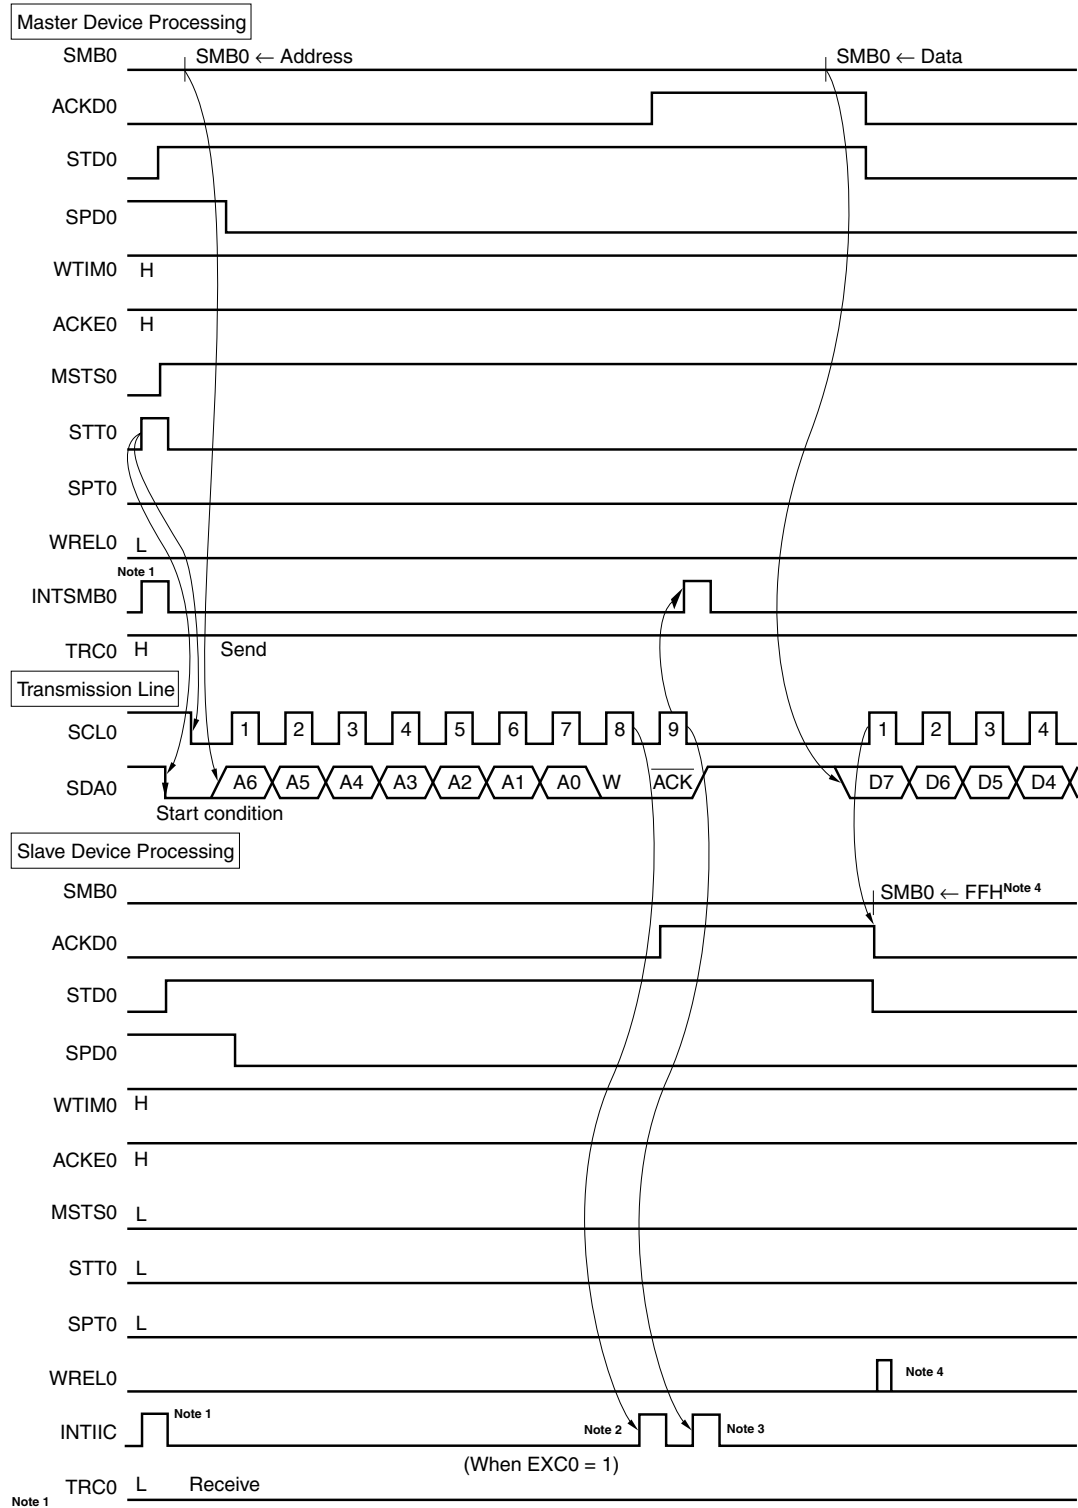 Master Device Processing
SMB0 SMB0 ← Address SMB0 ← Data
ACKD0
STD0
SPD0
WTIM0 H
ACKE0 H
MSTS0
STT0
SPT0
WREL0 L
Note 1
INTSMB0
TRC0 H Send
Transmission Line
SCL0 1 2 3 4 5 6 7 8 9 1 2 3 4
SDA0 A6 A5 A4 A3 A2 A1 A0 W ACK D7 D6 D5 D4
Start condition
Slave Device Processing
SMB0 SMB0 ← FFH Note 4
ACKD0
STD0
SPD0
WTIM0 H
ACKE0 H
MSTS0 L
STT0 L
SPT0 L
WREL0 Note 4
INTIIC Note 1 Note 2 Note 3
(When EXC0 = 1)
TRC0 L Receive
Note 1